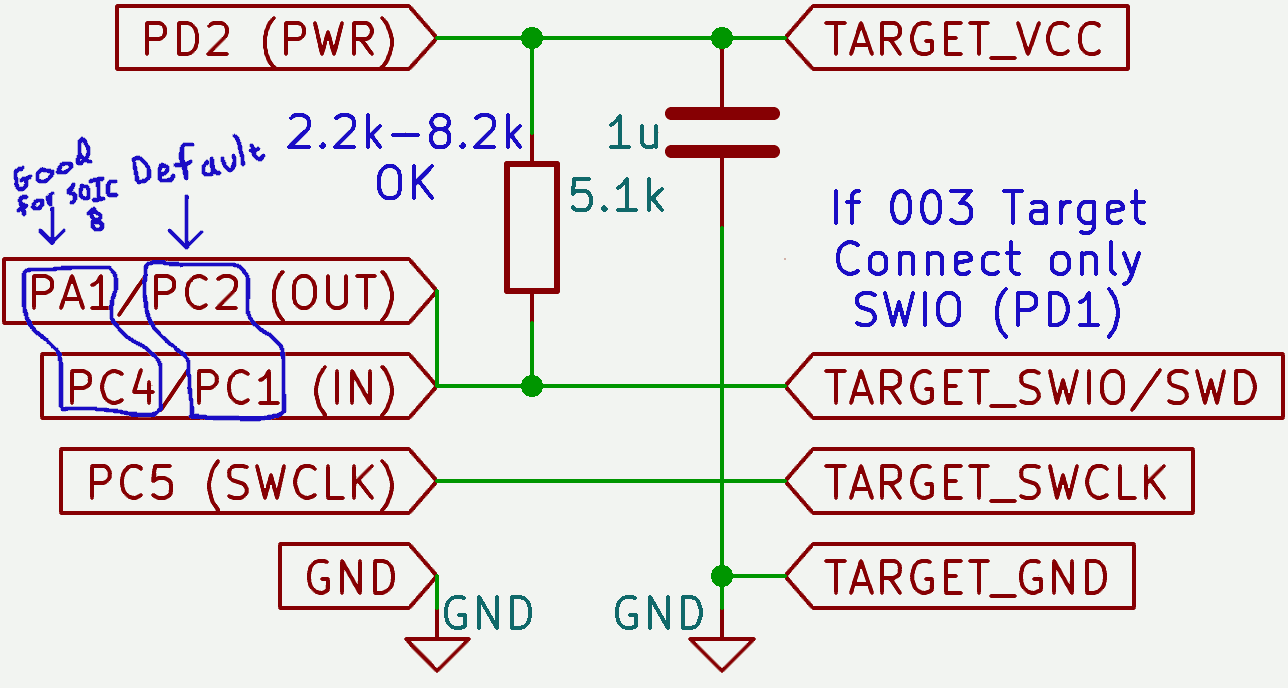 PD2 (PWR)
TARGET_VCC
2.2k-8.2k
OK
1u
5.1k
Good
for SOIC
8
Default
If 003 Target
Connect only
SWIO (PD1)
PA1/PC2 (OUT)
PC4/PC1 (IN)
TARGET_SWIO/SWD
PC5 (SWCLK)
TARGET_SWCLK
GND
TARGET_GND
GND
GND